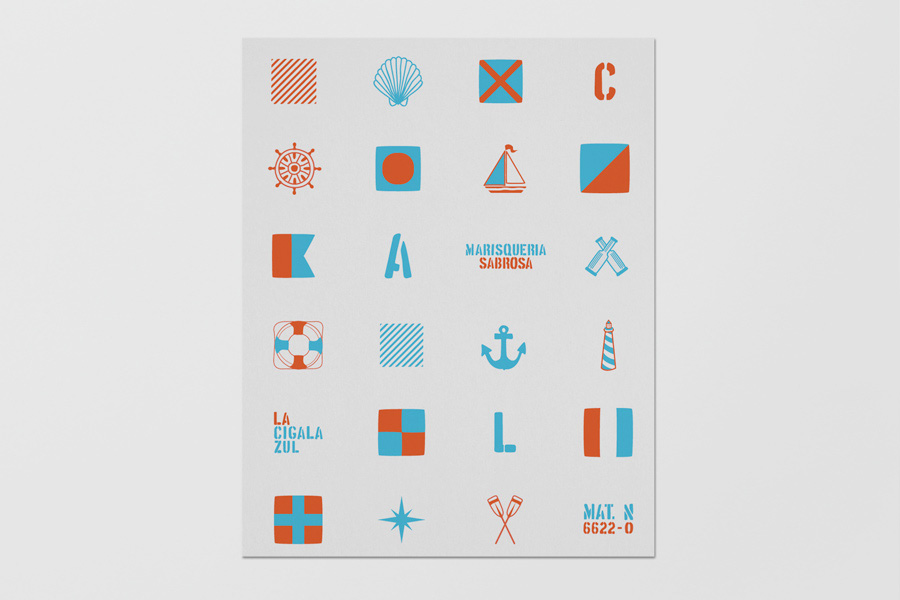 C
A
MARISQUERIA
SABROSA
LA
CIGALA
ZUL
L
MAT. N
6622-0